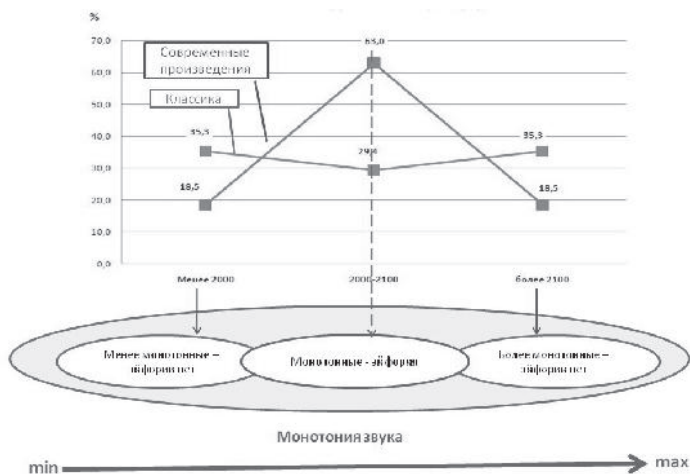 %
70,0
60,0
50,0
40,0
30,0
20,0
10,0
0,0
Современные
произведения
Классика
63,0
35,3
29,4
35,3
18,5
18,5
Менее 2000
2000-2100
более 2100
Менее монотонные –
эйфории нет
Монотонные - эйфория
Более монотонные –
эйфории нет
Монотония звука
min
max